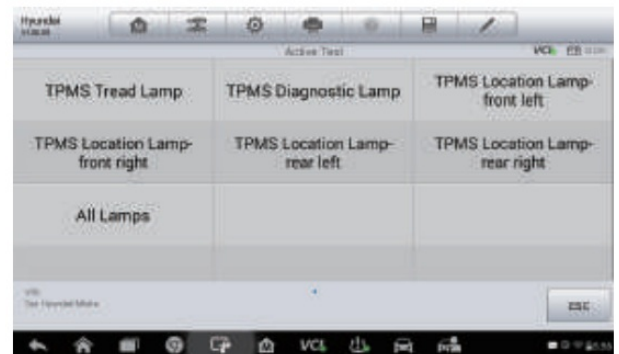 Hyundai
Active Test
VCI
TPMS Tread Lamp
TPMS Diagnostic Lamp
TPMS Location Lamp-
front left
TPMS Location Lamp-
front right
TPMS Location Lamp-
rear left
TPMS Location Lamp-
rear right
All Lamps
ESC
VCI